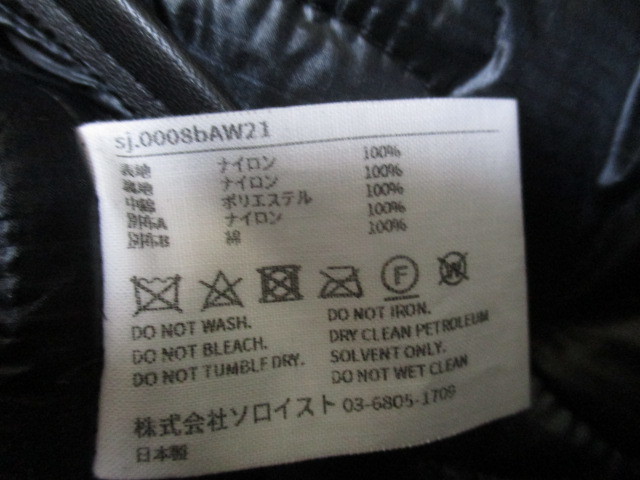 sj.0008bAW21
表地 ナイロン 100%
裏地 ナイロン 100%
中綿 ポリエステル 100%
別布A ナイロン 100%
別布B 綿 100%
F W
DO NOT WASH.
DO NOT BLEACH.
DO NOT TUMBLE DRY.
DO NOT IRON.
DRY CLEAN PETROLEUM
SOLVENT ONLY.
DO NOT WET CLEAN
株式会社ソロイスト 03-6805-1709
日本製